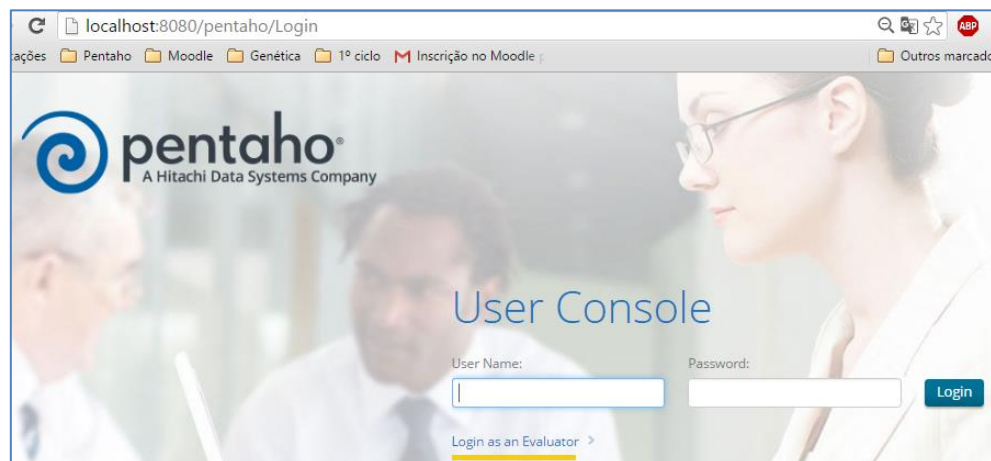 localhost:8080/pentaho/Login
ABP
ações Pentaho Moodle Genética 1º ciclo Inscrição no Moodle Outros marcado
pentaho®
A Hitachi Data Systems Company
User Console
User Name: Password:
Login
Login as an Evaluator >